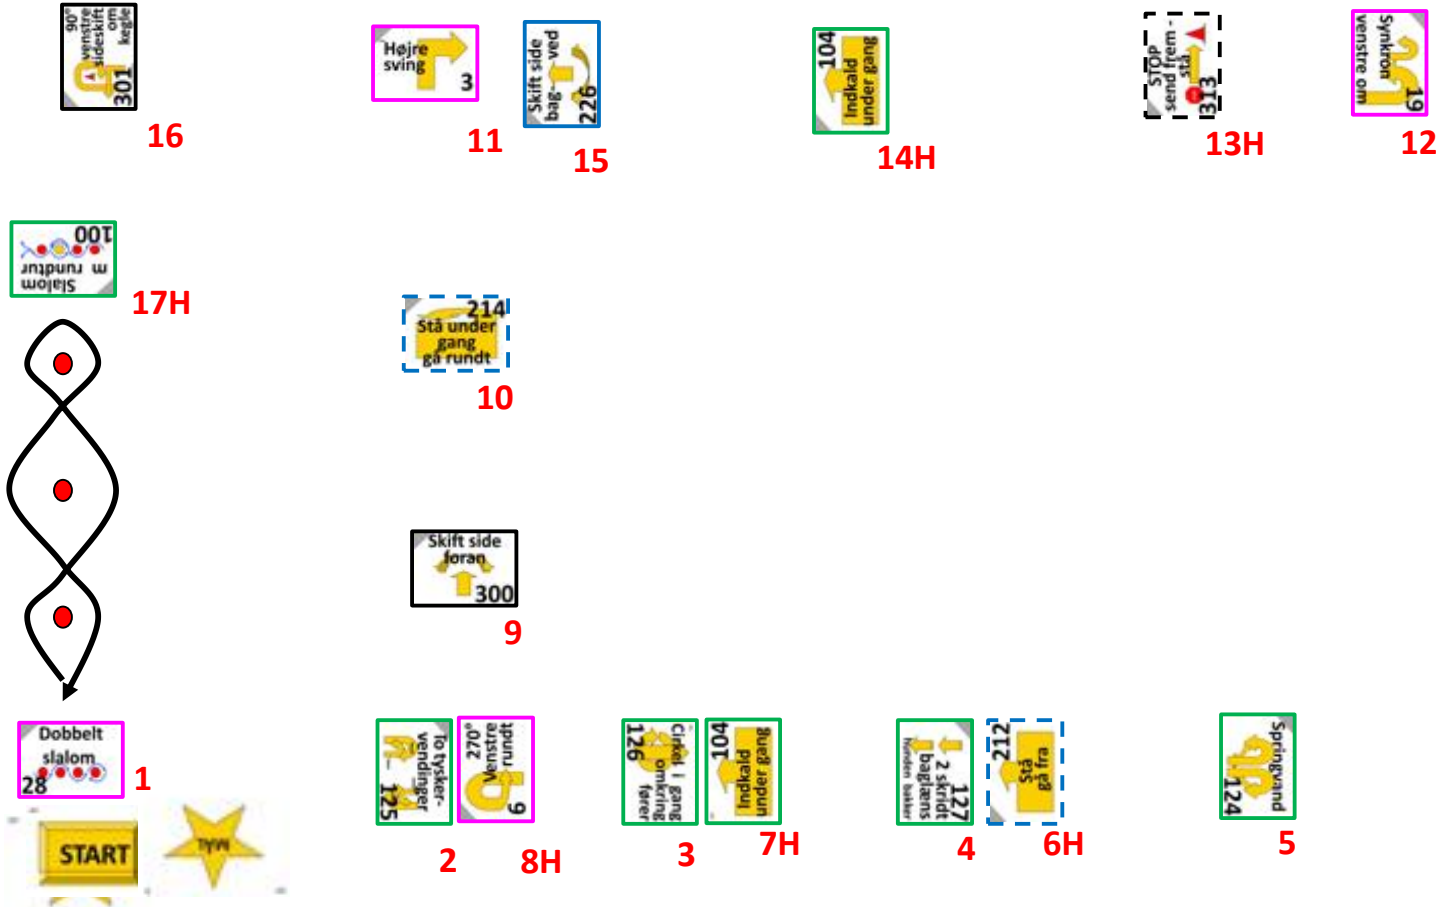 90°
venstre
sideskift
om
kegle
301
16
Højre
sving
3
11
Skift side
bag- ved
226
15
104
Indkald
under gang
14H
STOP
send frem -
stå
313
13H
Synkron
venstre om
19
12
100
Slalom
m rundtur
17H
214
Stå under
gang
gå rundt
10
Skift side
foran
300
9
Dobbelt
slalom
28
1
START
MÅL
To tysker-
vendinger
125
2
270°
venstre
rundt
9
8H
Cirkel i gang
omkring
fører
126
3
104
Indkald
under gang
7H
2 skridt
baglæns
hunden bakker
127
4
212
Stå
gå fra
6H
Springvand
124
5